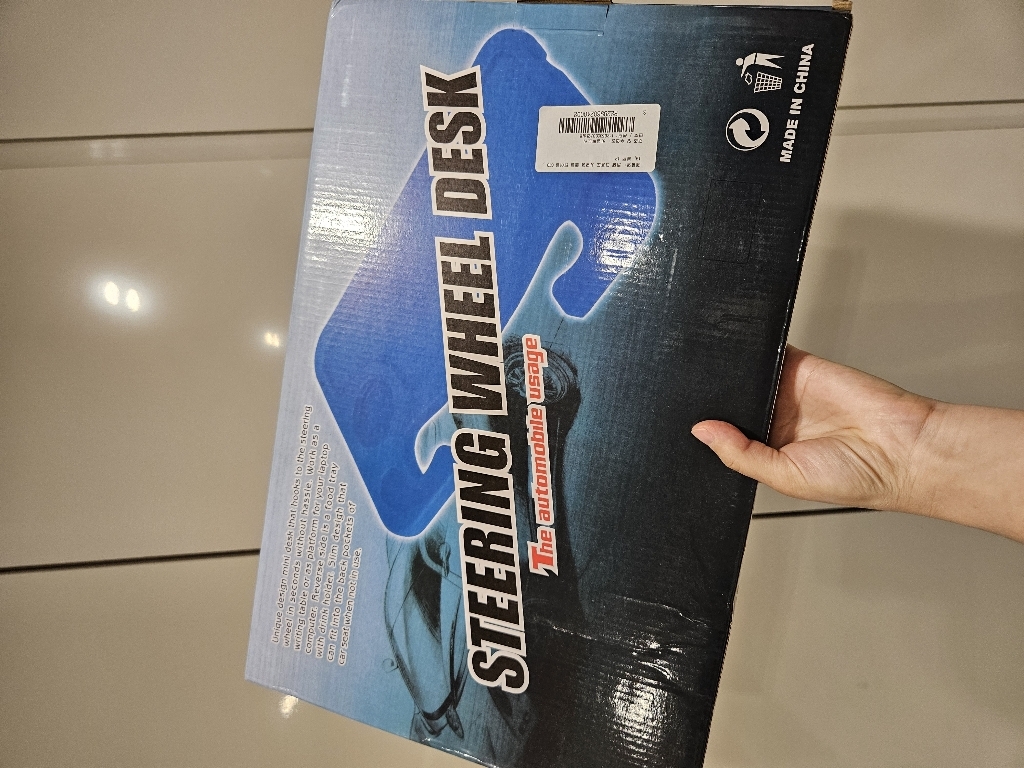 Unique design mini desk that hooks to the steering
wheel in seconds without hassle. Work as a
writing table or as platform for your laptop
computer. Reverse side is a food tray
with drink holder. Slim design that
can fit into the back pockets of
car seat when not in use.
STEERING WHEEL DESK
The automobile usage
MADE IN CHINA